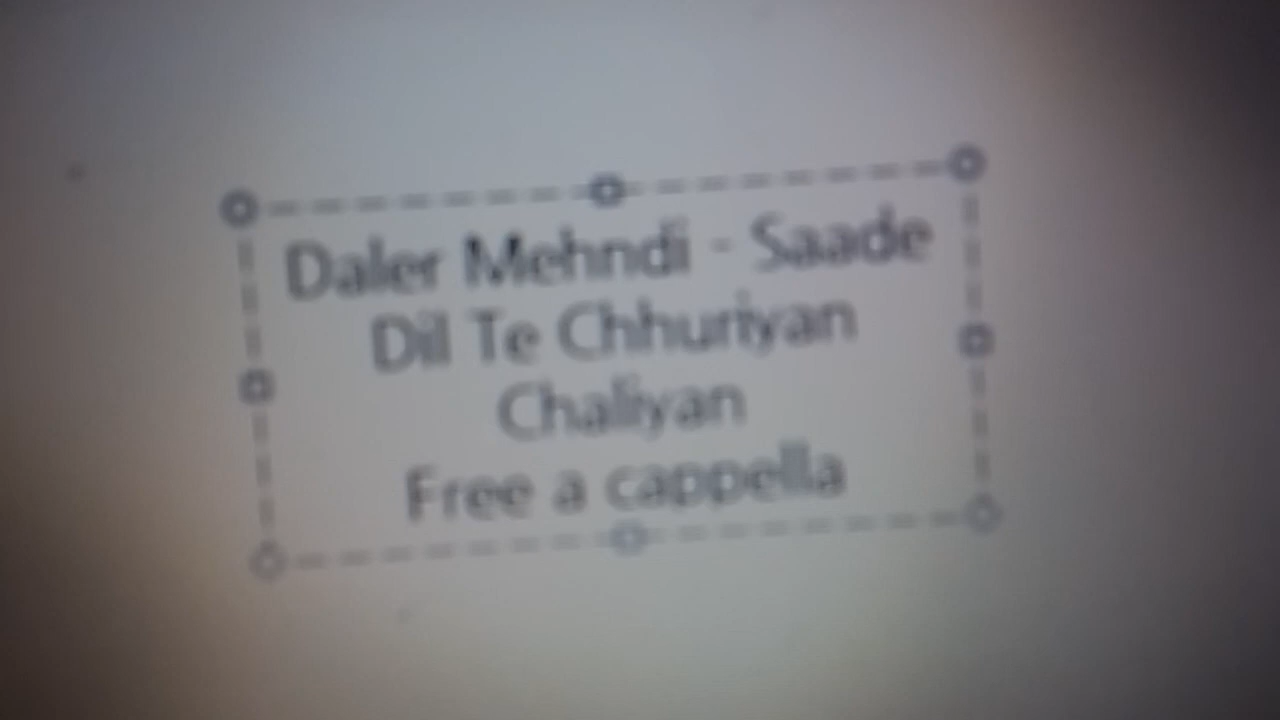 Daler Mehndi - Saade
Dil Te Chhuriyan
Chaliyan
Free a cappella